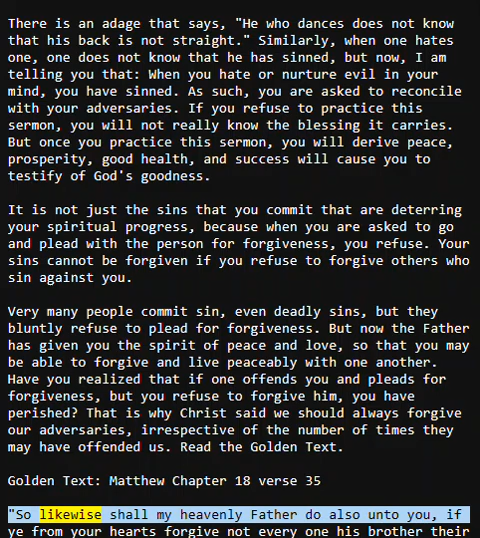 There is an adage that says, "He who dances does not know
that his back is not straight." Similarly, when one hates
one, one does not know that he has sinned, but now, I am
telling you that: When you hate or nurture evil in your
mind, you have sinned. As such, you are asked to reconcile
with your adversaries. If you refuse to practice this
sermon, you will not really know the blessing it carries.
But once you practice this sermon, you will derive peace,
prosperity, good health, and success will cause you to
testify of God's goodness.

It is not just the sins that you commit that are deterring
your spiritual progress, because when you are asked to go
and plead with the person for forgiveness, you refuse. Your
sins cannot be forgiven if you refuse to forgive others who
sin against you.

Very many people commit sin, even deadly sins, but they
bluntly refuse to plead for forgiveness. But now the Father
has given you the spirit of peace and love, so that you may
be able to forgive and live peaceably with one another.
Have you realized that if one offends you and pleads for
forgiveness, but you refuse to forgive him, you have
perished? That is why Christ said we should always forgive
our adversaries, irrespective of the number of times they
may have offended us. Read the Golden Text.

Golden Text: Matthew Chapter 18 verse 35

"So likewise shall my heavenly Father do also unto you, if
ye from your hearts forgive not every one his brother their